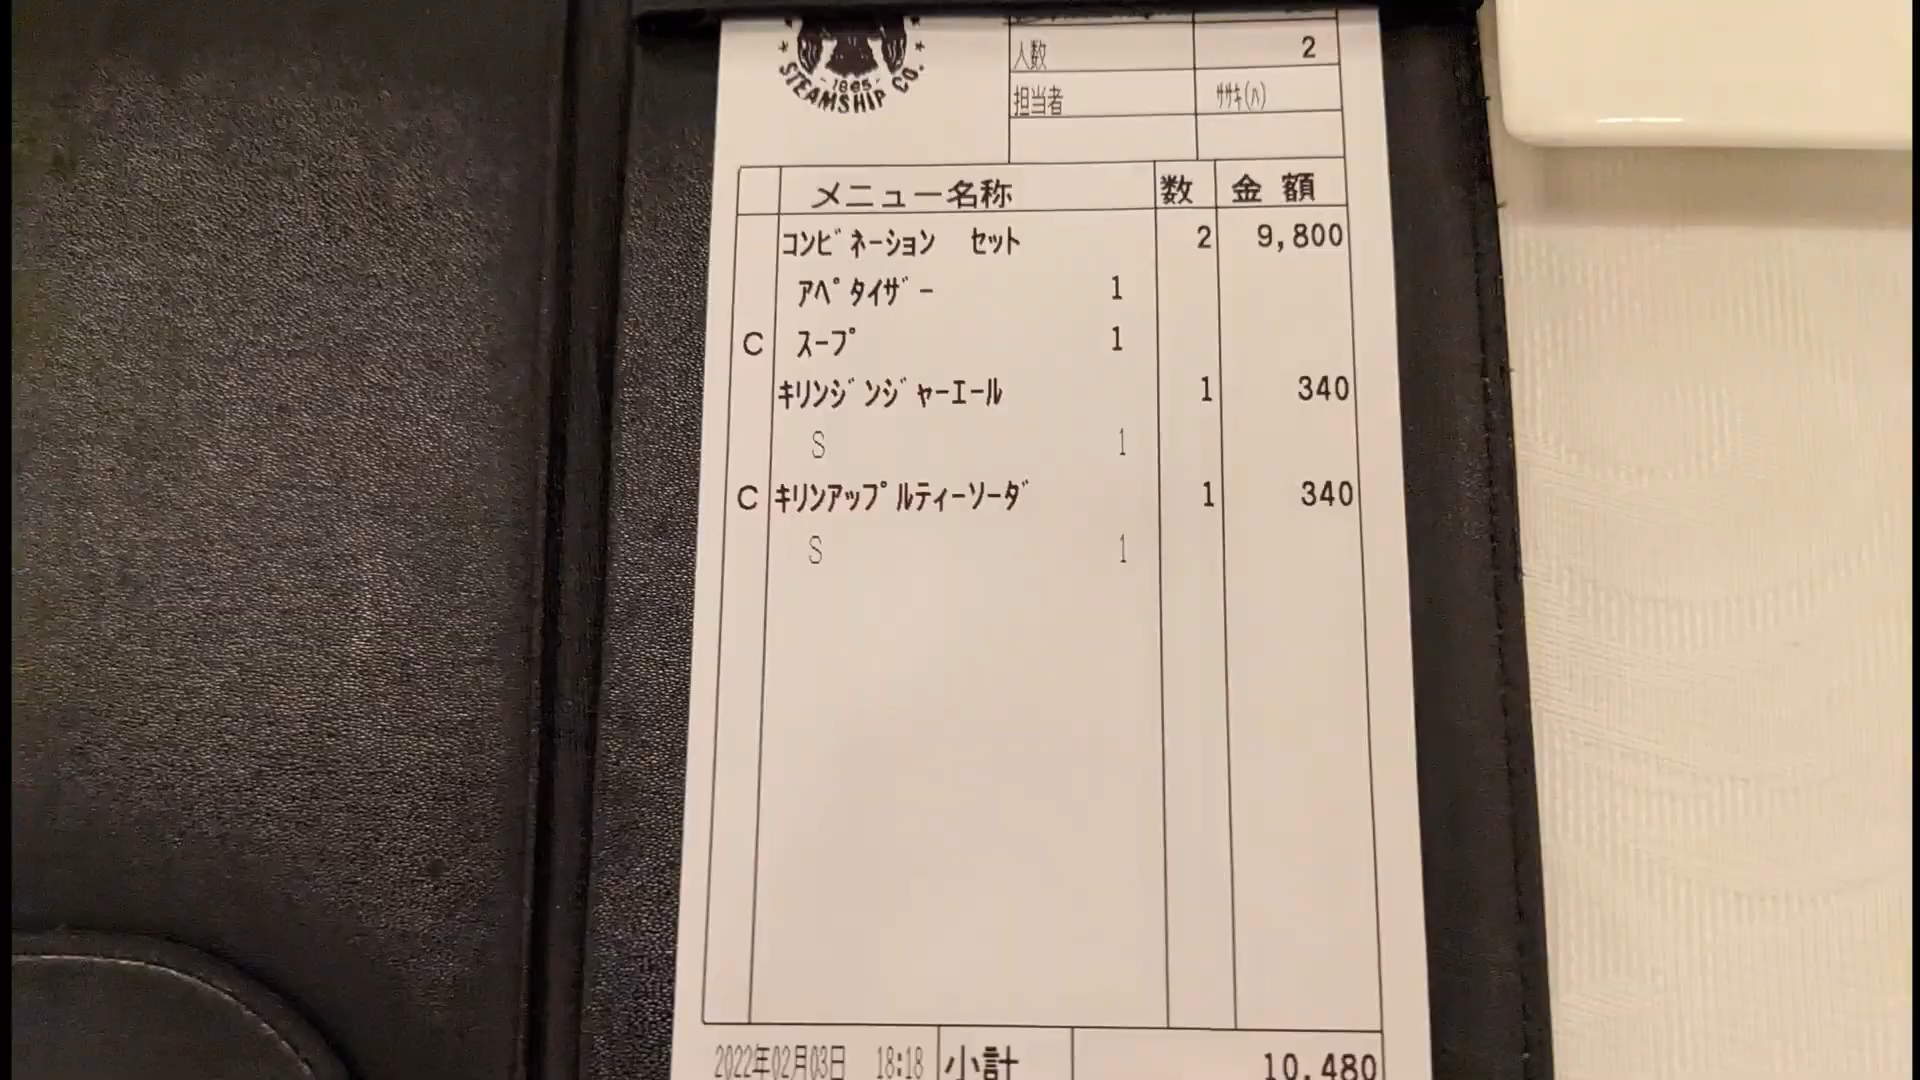 - 1865 -
STEAMSHIP CO.
人数 2
担当者 ササキ(ハ)
メニュー名称 数 金 額
コンビネーション セット 2 9,800
アペタイザー 1
C スープ 1
キリンジンジャーエール 1 340
S 1
C キリンアップルティーソーダ 1 340
S 1
2022年02月03日 18:18 小計 10,480